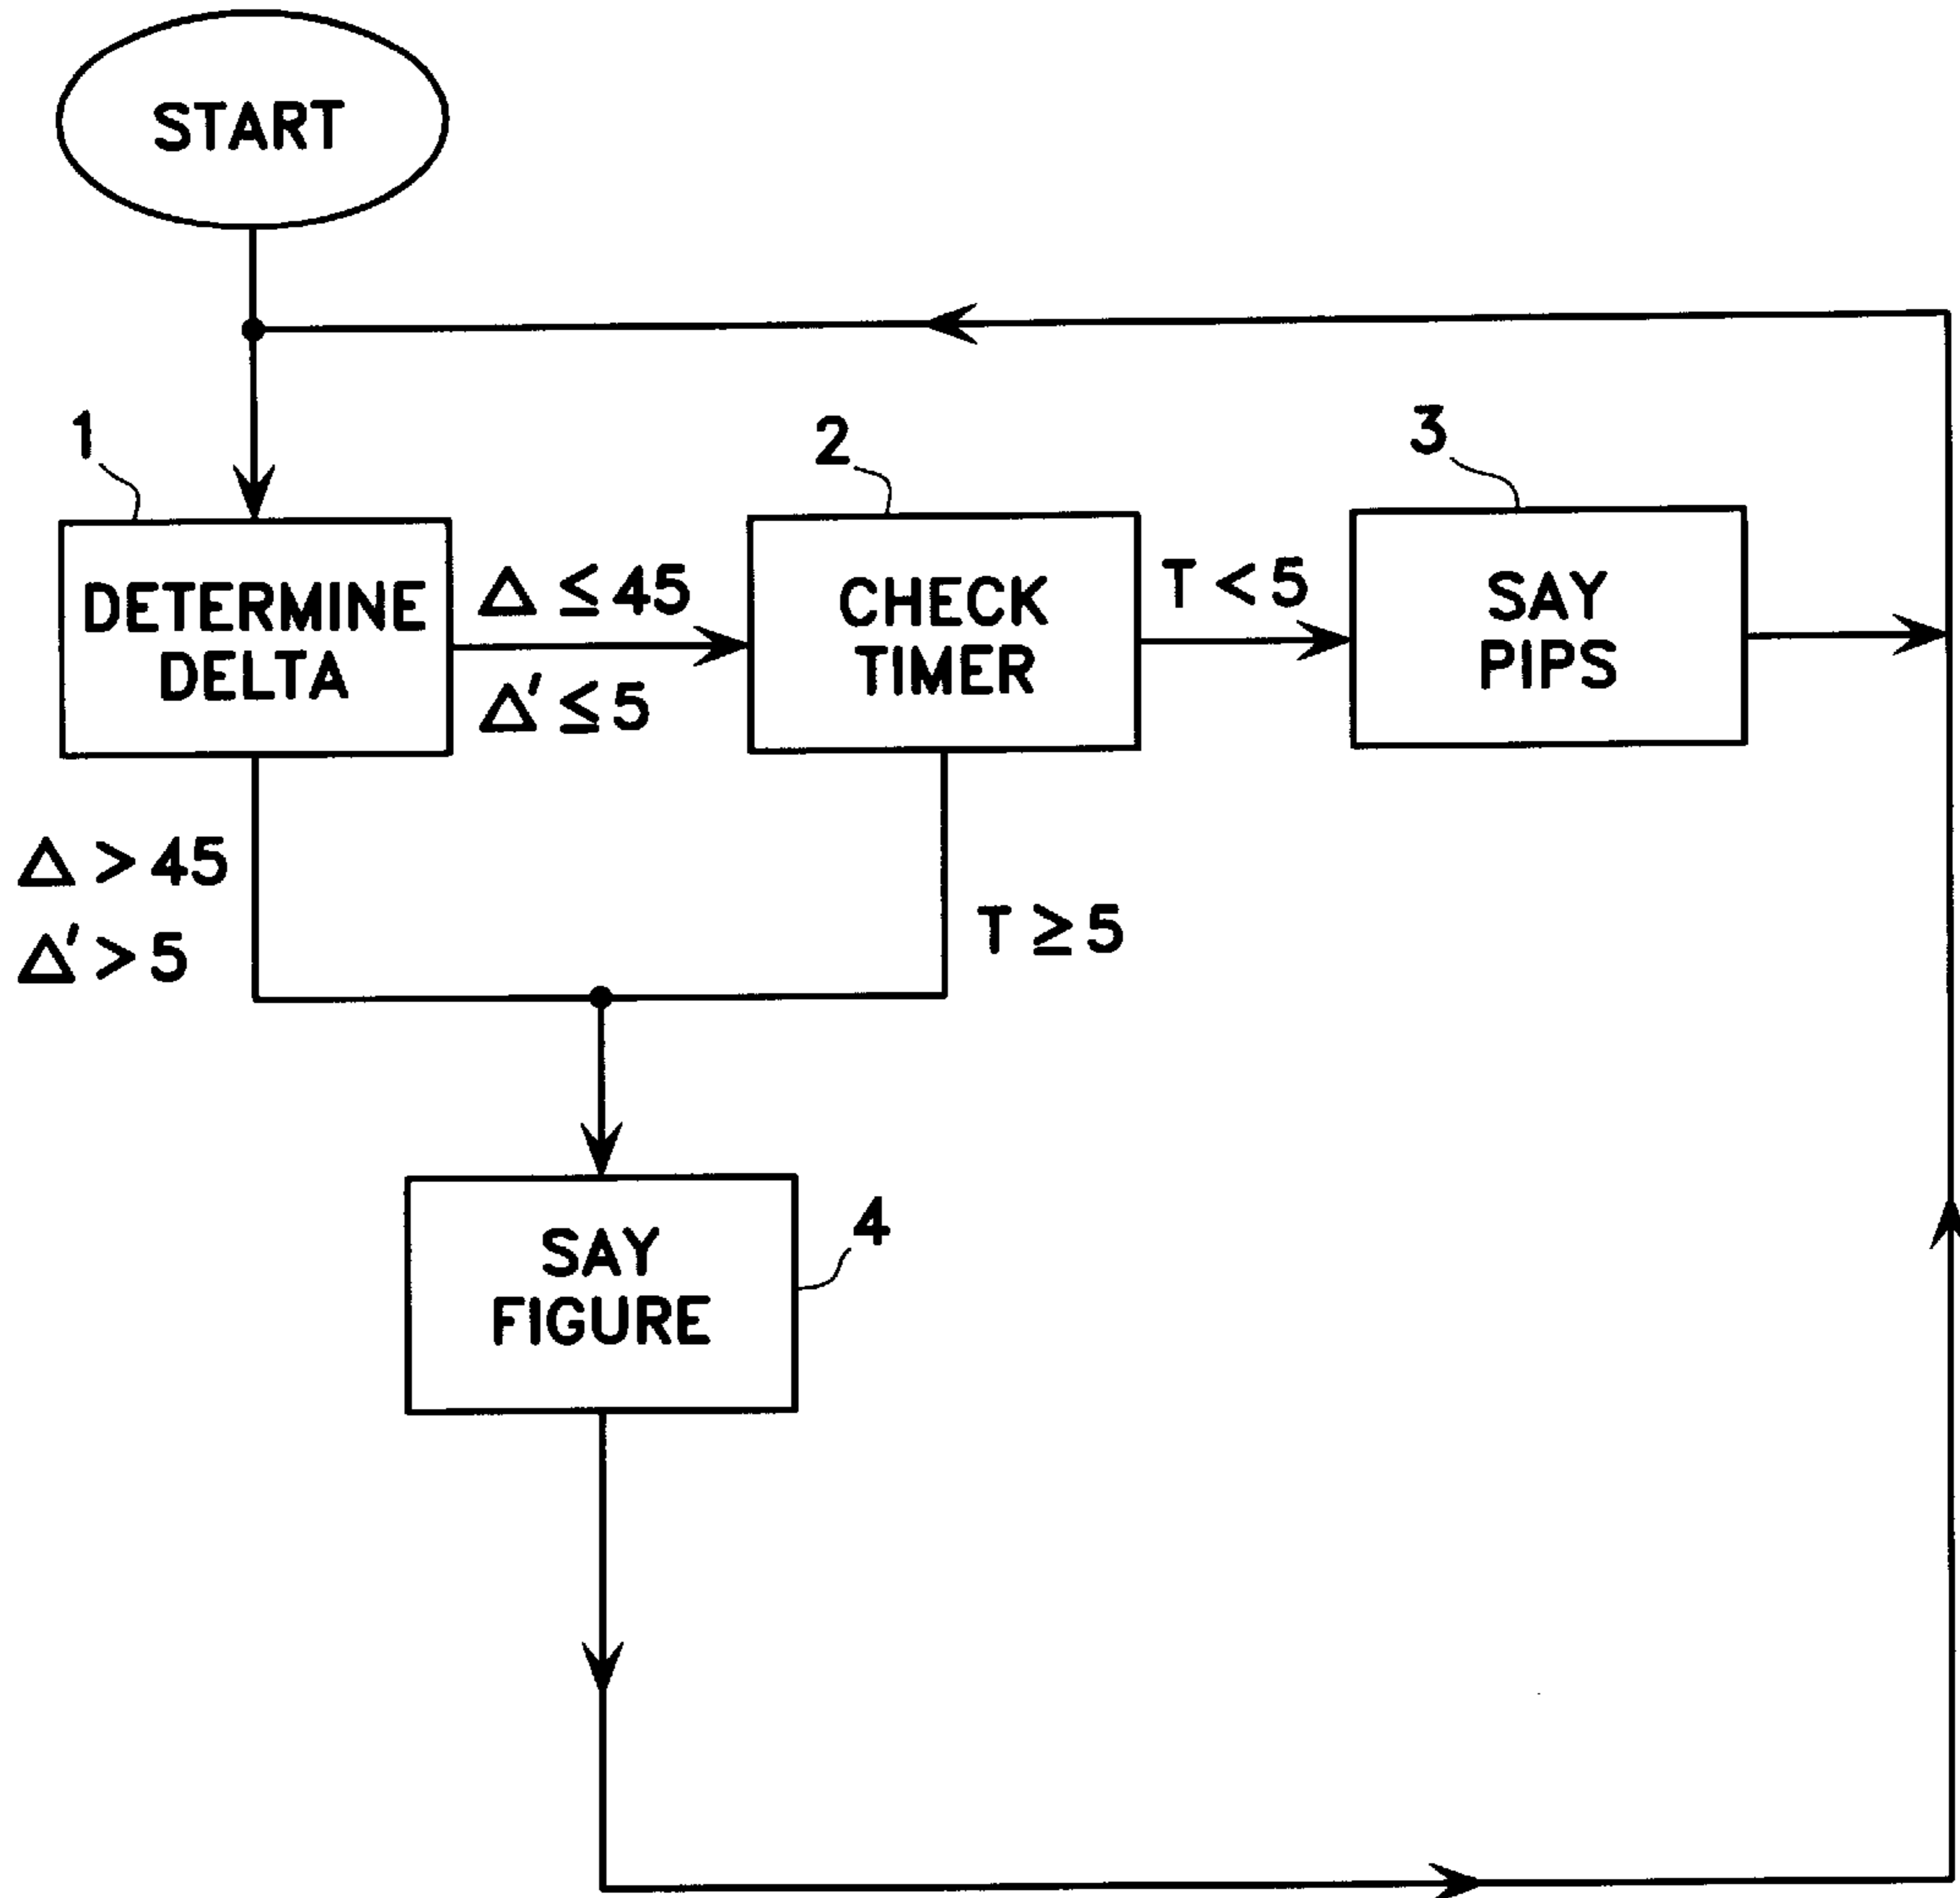 START
1
2
3
DETERMINE
DELTA
Δ ≤ 45
Δ' ≤ 5
CHECK
TIMER
T < 5
SAY
PIPS
Δ > 45
Δ' > 5
T ≥ 5
4
SAY
FIGURE